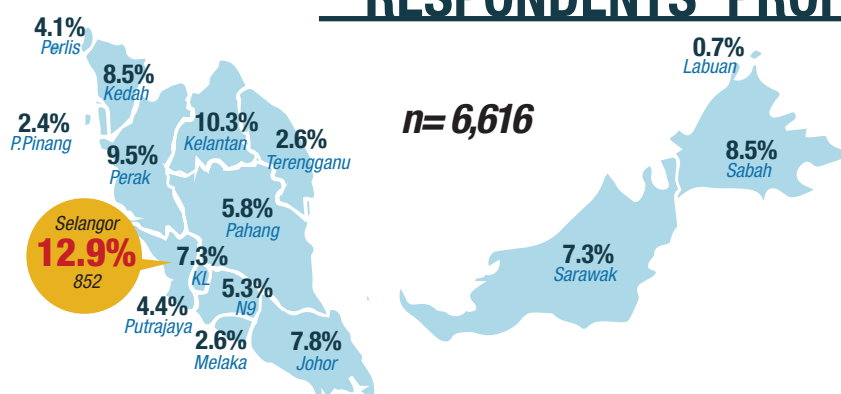 4.1%
Perlis
8.5%
Kedah
2.4%
P.Pinang
10.3%
Kelantan
2.6%
Terengganu
9.5%
Perak
5.8%
Pahang
Selangor
12.9%
852
7.3%
KL
5.3%
N9
4.4%
Putrajaya
2.6%
Melaka
7.8%
Johor
n= 6,616
0.7%
Labuan
8.5%
Sabah
7.3%
Sarawak